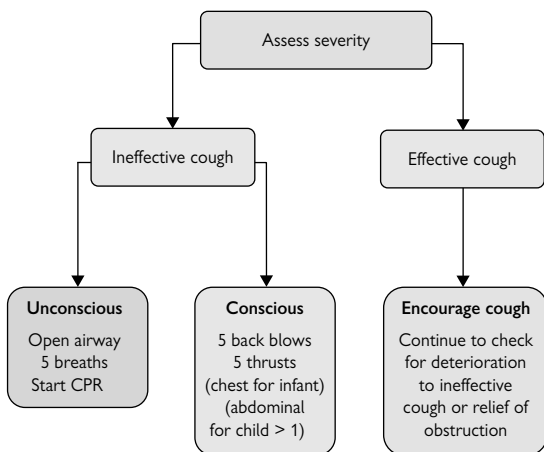 Assess severity
Ineffective cough
Effective cough
Unconscious
Open airway
5 breaths
Start CPR
Conscious
5 back blows
5 thrusts
(chest for infant)
(abdominal
for child > 1)
Encourage cough
Continue to check
for deterioration
to ineffective
cough or relief of
obstruction